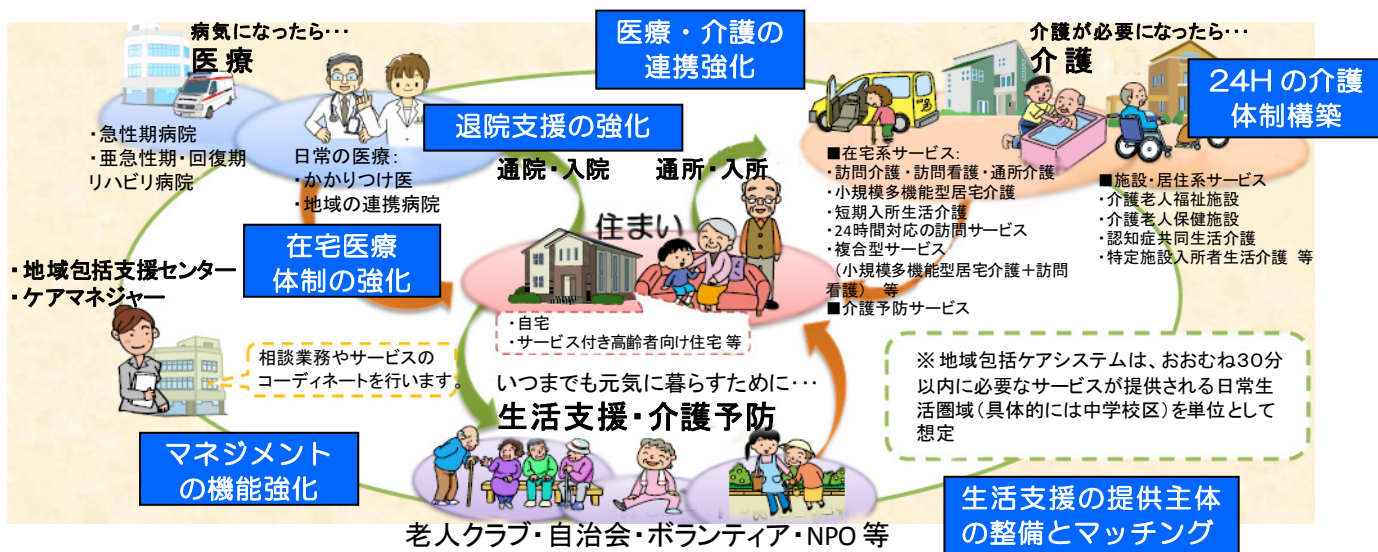 病気になったら･･･
医療
・急性期病院
・亜急性期・回復期
リハビリ病院
日常の医療：
・かかりつけ医
・地域の連携病院
医療・介護の
連携強化
退院支援の強化
通院・入院
通所・入所
介護が必要になったら･･･
介護
24Hの介護
体制構築
■在宅系サービス：
・訪問介護・訪問看護・通所介護
・小規模多機能型居宅介護
・短期入所生活介護
・24時間対応の訪問サービス
・複合型サービス
（小規模多機能型居宅介護＋訪問
看護） 等
■介護予防サービス
■施設・居住系サービス
・介護老人福祉施設
・介護老人保健施設
・認知症共同生活介護
・特定施設入所者生活介護 等
在宅医療
体制の強化
住まい
・自宅
・サービス付き高齢者向け住宅 等
・地域包括支援センター
・ケアマネジャー
相談業務やサービスの
コーディネートを行います。
マネジメント
の機能強化
いつまでも元気に暮らすために･･･
生活支援・介護予防
老人クラブ・自治会・ボランティア・NPO 等
※ 地域包括ケアシステムは、おおむね３０分
以内に必要なサービスが提供される日常生
活圏域（具体的には中学校区）を単位として
想定
生活支援の提供主体
の整備とマッチング